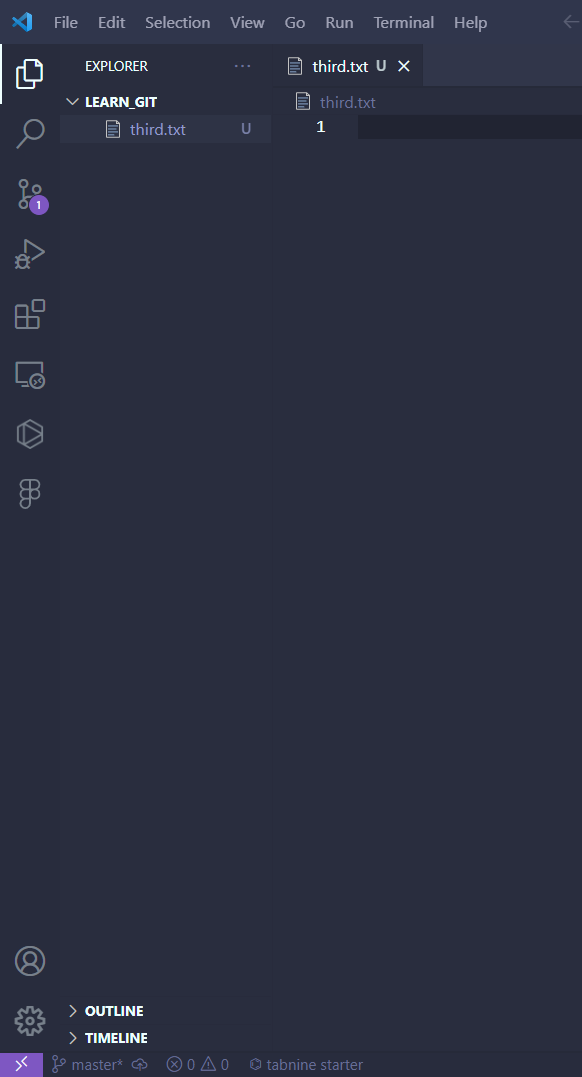 File Edit Selection View Go Run Terminal Help
EXPLORER ···
third.txt U
LEARN_GIT
third.txt
third.txt U
1
1
OUTLINE
TIMELINE
master* 0 0 tabnine starter